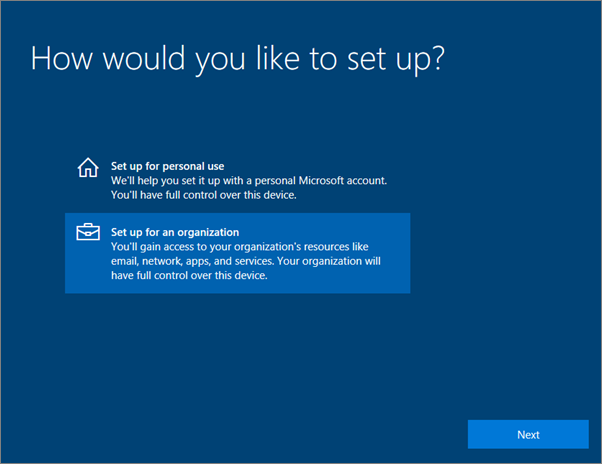 How would you like to set up?
Set up for personal use
We'll help you set it up with a personal Microsoft account.
You'll have full control over this device.
Set up for an organization
You'll gain access to your organization's resources like
email, network, apps, and services. Your organization will
have full control over this device.
Next